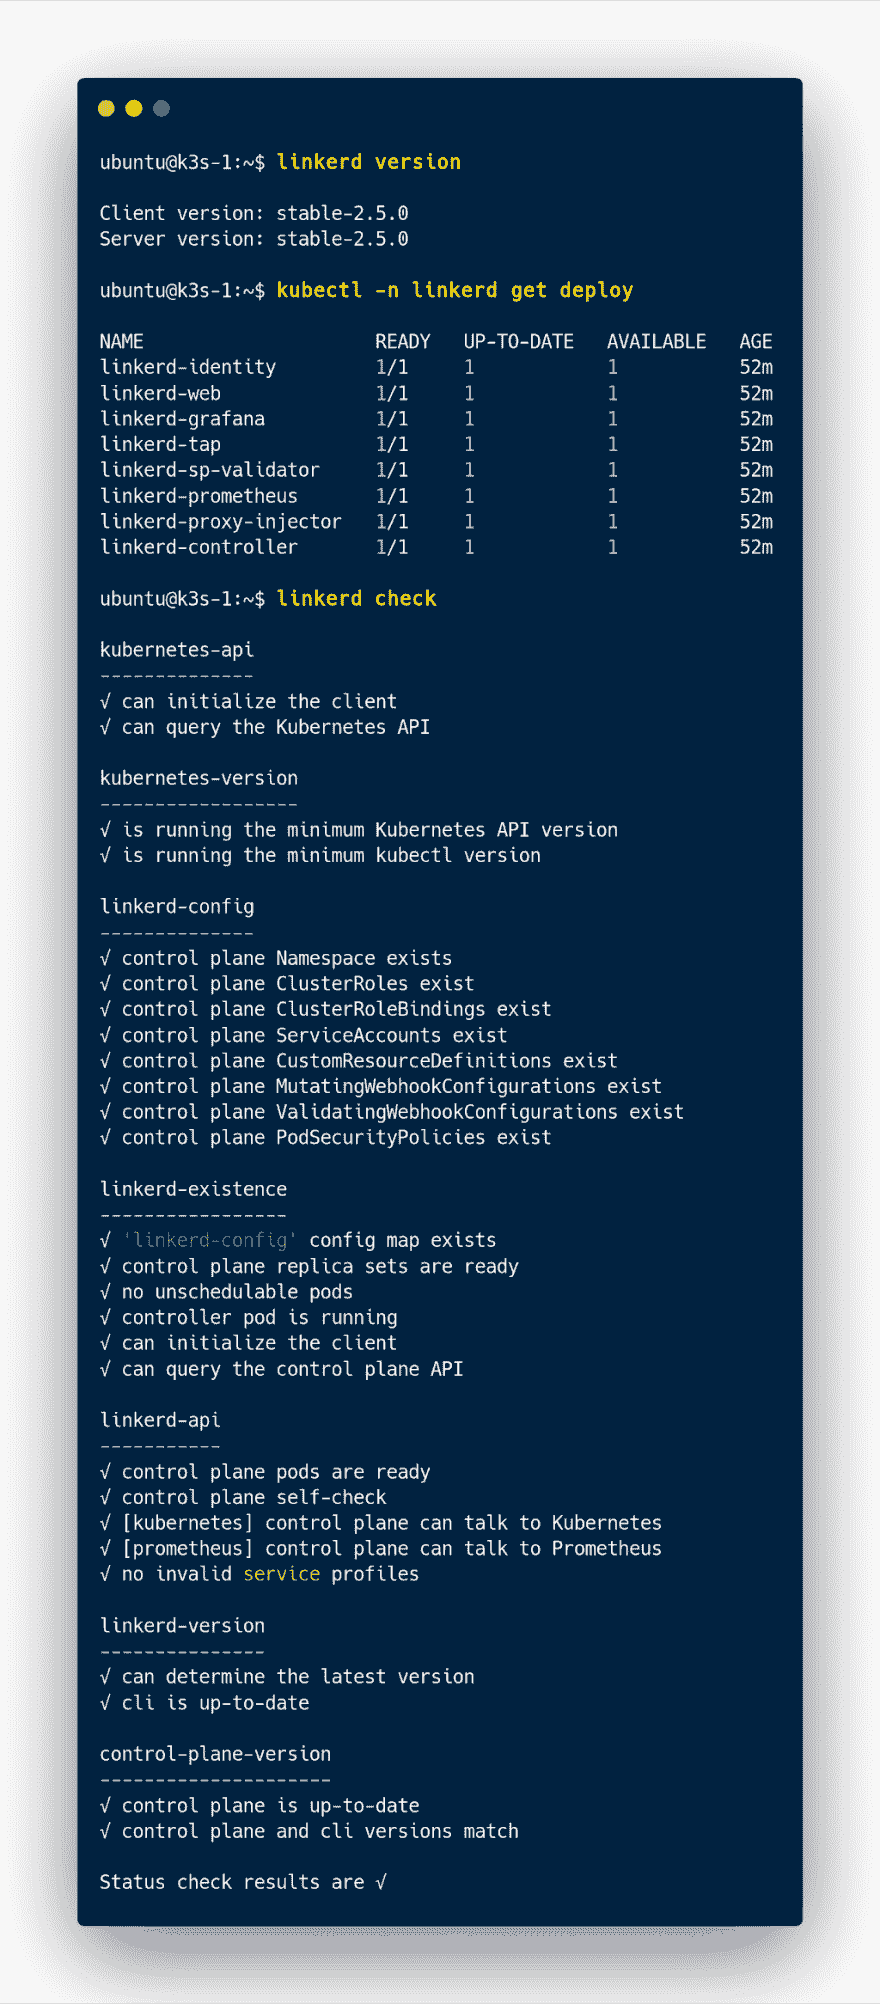 ubuntu@k3s-1:~$ linkerd version
Client version: stable-2.5.0
Server version: stable-2.5.0
ubuntu@k3s-1:~$ kubectl -n linkerd get deploy
NAME READY UP-TO-DATE AVAILABLE AGE
linkerd-identity 1/1 1 1 52m
linkerd-web 1/1 1 1 52m
linkerd-grafana 1/1 1 1 52m
linkerd-tap 1/1 1 1 52m
linkerd-sp-validator 1/1 1 1 52m
linkerd-prometheus 1/1 1 1 52m
linkerd-proxy-injector 1/1 1 1 52m
linkerd-controller 1/1 1 1 52m
ubuntu@k3s-1:~$ linkerd check
kubernetes-api
--------------
√ can initialize the client
√ can query the Kubernetes API
kubernetes-version
------------------
√ is running the minimum Kubernetes API version
√ is running the minimum kubectl version
linkerd-config
--------------
√ control plane Namespace exists
√ control plane ClusterRoles exist
√ control plane ClusterRoleBindings exist
√ control plane ServiceAccounts exist
√ control plane CustomResourceDefinitions exist
√ control plane MutatingWebhookConfigurations exist
√ control plane ValidatingWebhookConfigurations exist
√ control plane PodSecurityPolicies exist
linkerd-existence
-----------------
√ 'linkerd-config' config map exists
√ control plane replica sets are ready
√ no unschedulable pods
√ controller pod is running
√ can initialize the client
√ can query the control plane API
linkerd-api
-----------
√ control plane pods are ready
√ control plane self-check
√ [kubernetes] control plane can talk to Kubernetes
√ [prometheus] control plane can talk to Prometheus
√ no invalid service profiles
linkerd-version
---------------
√ can determine the latest version
√ cli is up-to-date
control-plane-version
---------------------
√ control plane is up-to-date
√ control plane and cli versions match
Status check results are √